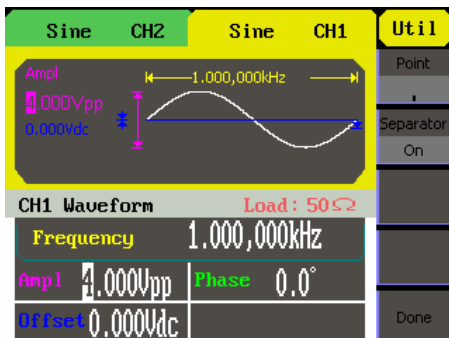 Sine CH2 Sine CH1 Util
Ampl
1.000,000kHz
4.000Vpp
0.000Vdc
Point
.
Separator
On
CH1 Waveform Load: 50Ω
Frequency 1.000,000kHz
Ampl 4.000Vpp Phase 0.0°
Offset 0.000Vdc
Done